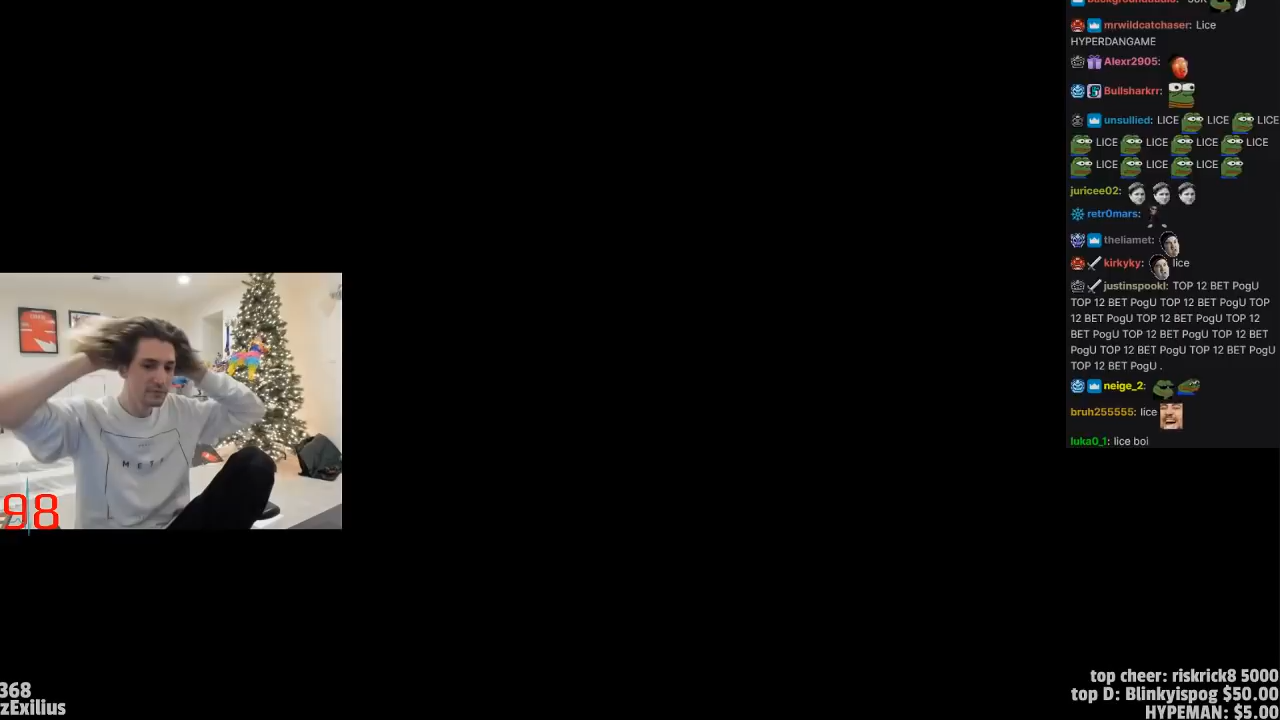 mrwildcatchaser: Lice
HYPERDANGAME
Alexr2905:
Bullsharkrr:
unsullied: LICE LICE LICE
LICE LICE LICE LICE
LICE LICE LICE
juricee02:
retr0mars:
theliamet:
kirkyky: lice
justinspookl: TOP 12 BET PogU
TOP 12 BET PogU TOP 12 BET PogU TOP
12 BET PogU TOP 12 BET PogU TOP 12
BET PogU TOP 12 BET PogU TOP 12 BET
PogU TOP 12 BET PogU TOP 12 BET PogU
TOP 12 BET PogU .
neige_2:
bruh255555: lice
luka0_1: lice boi
META
98
368
zExilius
top cheer: riskrick8 5000
top D: Blinkyispog $50.00
HYPEMAN: $5.00